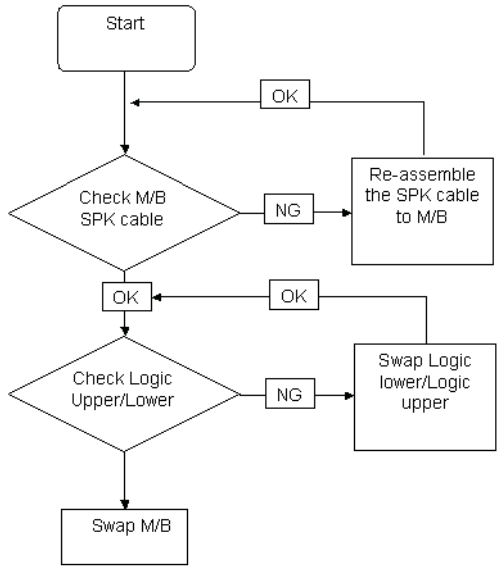 Start
OK
Check M/B
SPK cable
NG
Re-assemble
the SPK cable
to M/B
OK
OK
Check Logic
Upper/Lower
NG
Swap Logic
lower/Logic
upper
Swap M/B